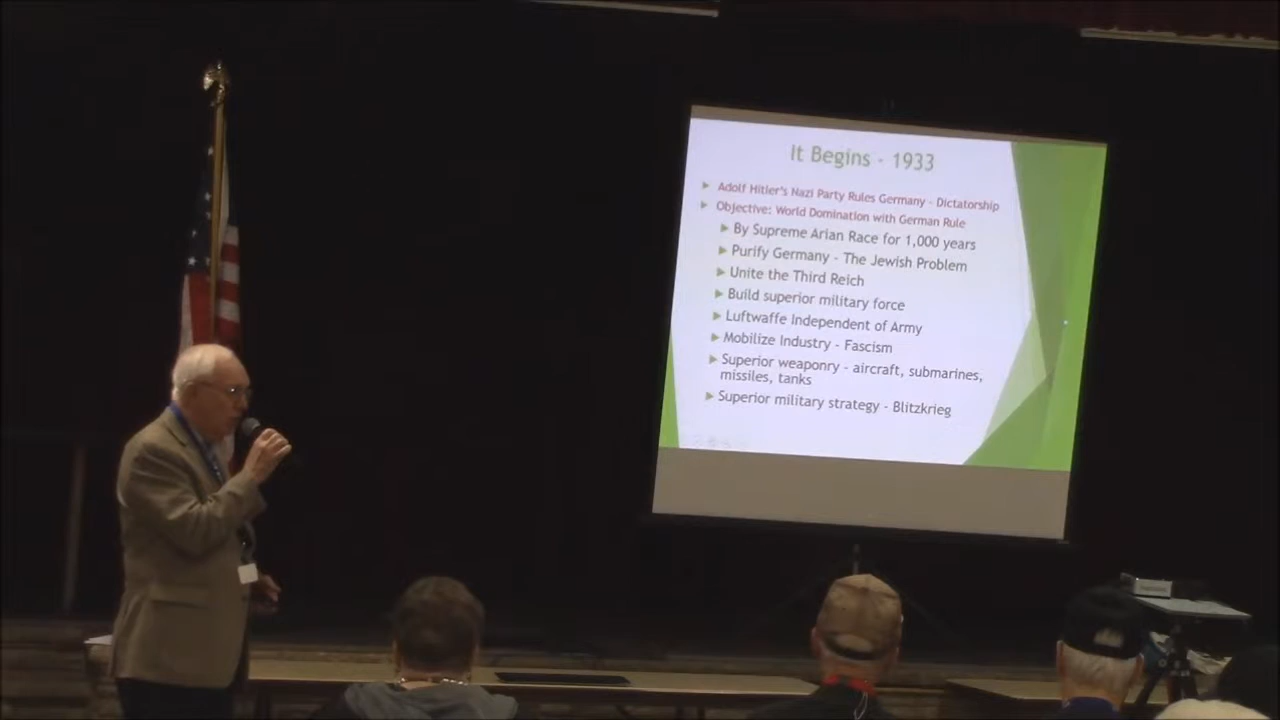 It Begins - 1933
Adolf Hitler's Nazi Party Rules Germany - Dictatorship
Objective: World Domination with German Rule
By Supreme Arian Race for 1,000 years
Purify Germany - The Jewish Problem
Unite the Third Reich
Build superior military force
Luftwaffe Independent of Army
Mobilize Industry - Fascism
Superior weaponry - aircraft, submarines,
missiles, tanks
Superior military strategy - Blitzkrieg